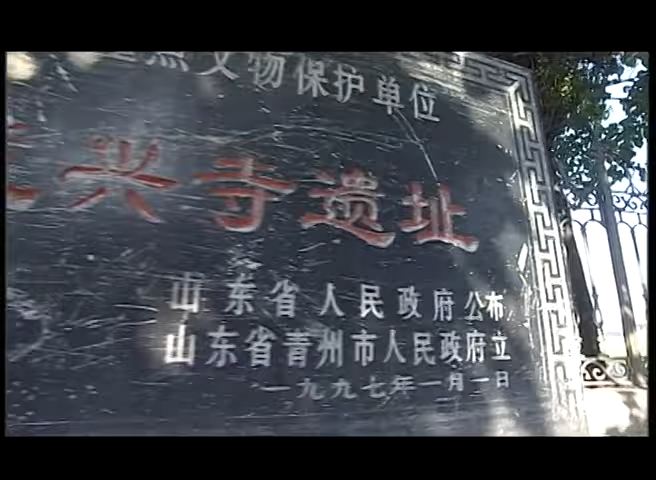 重点文物保护单位
兴寺遗址
山东省人民政府公布
山东省青州市人民政府立
一九九七年一月一日